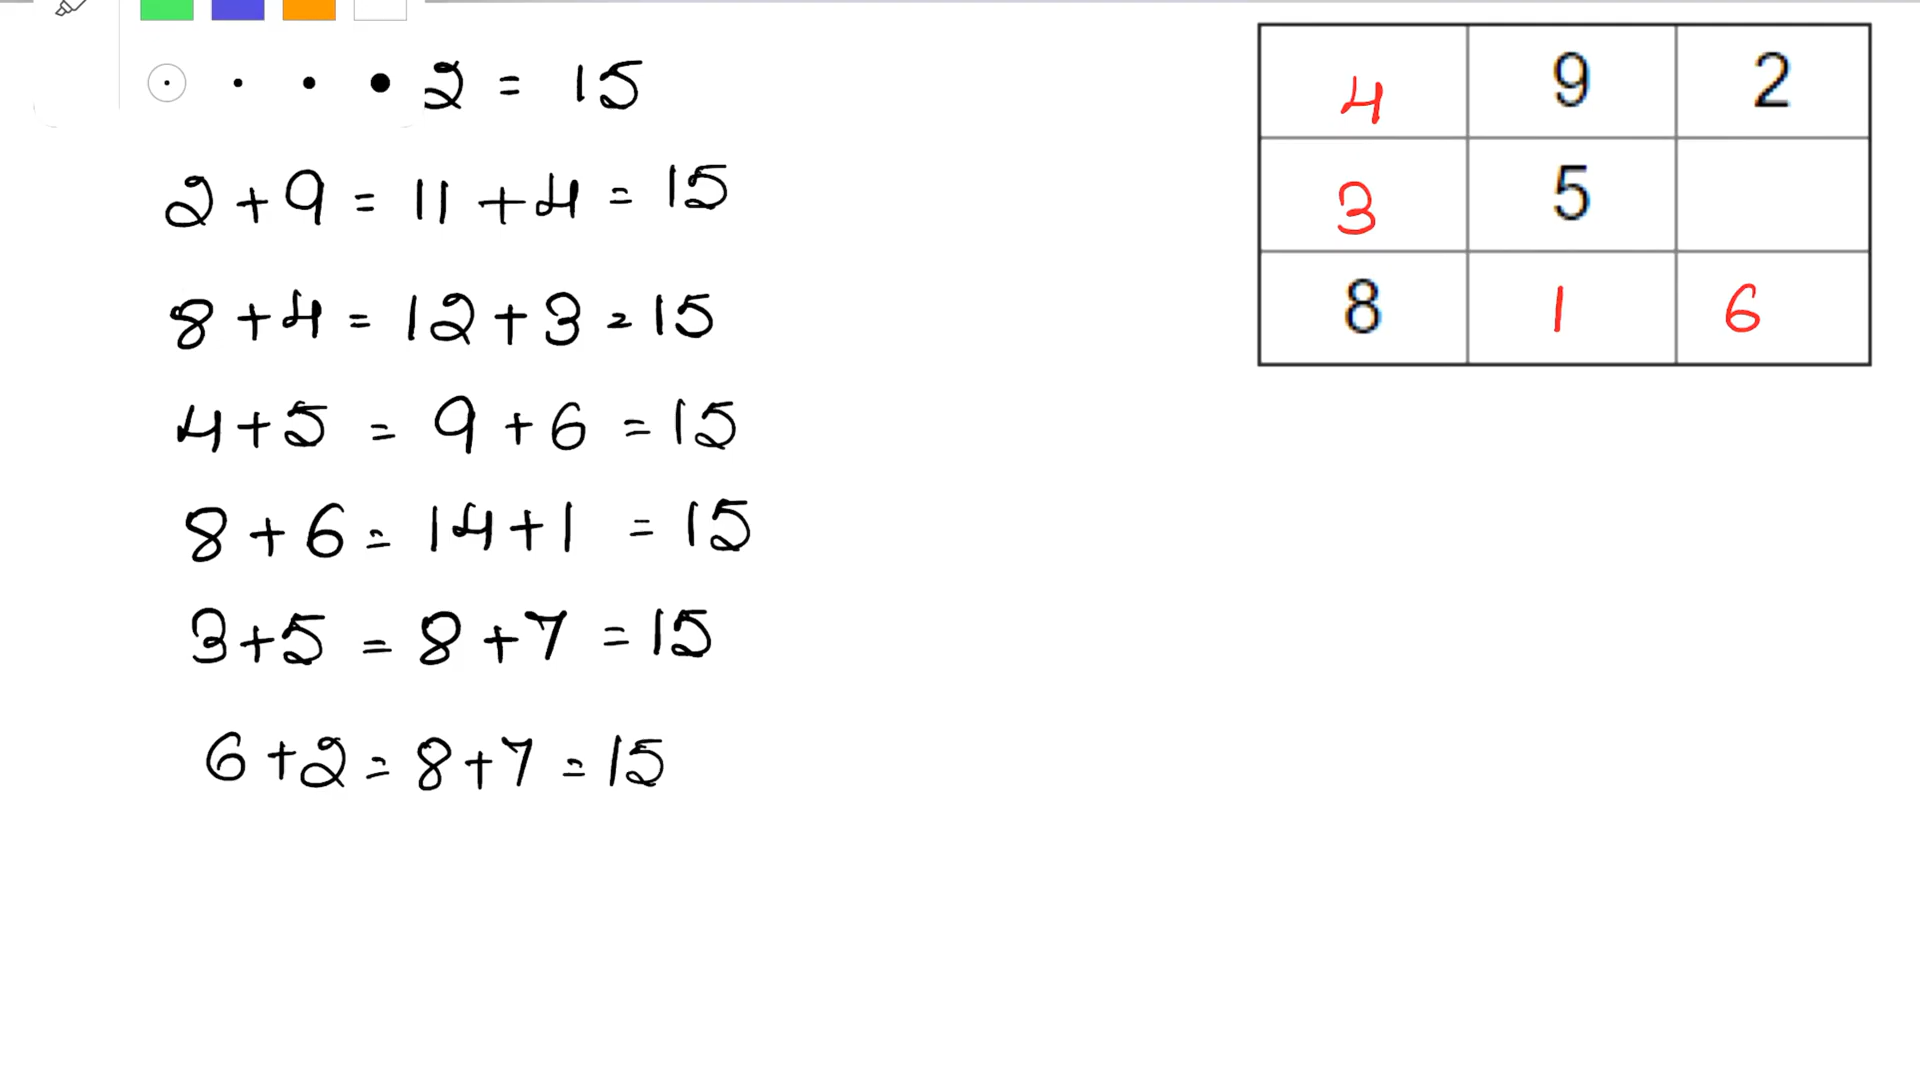 2 = 15
2 + 9 = 11 + 4 = 15
8 + 4 = 12 + 3 = 15
4 + 5 = 9 + 6 = 15
8 + 6 = 14 + 1 = 15
3 + 5 = 8 + 7 = 15
6 + 2 = 8 + 7 = 15
4 9 2
3 5
8 1 6